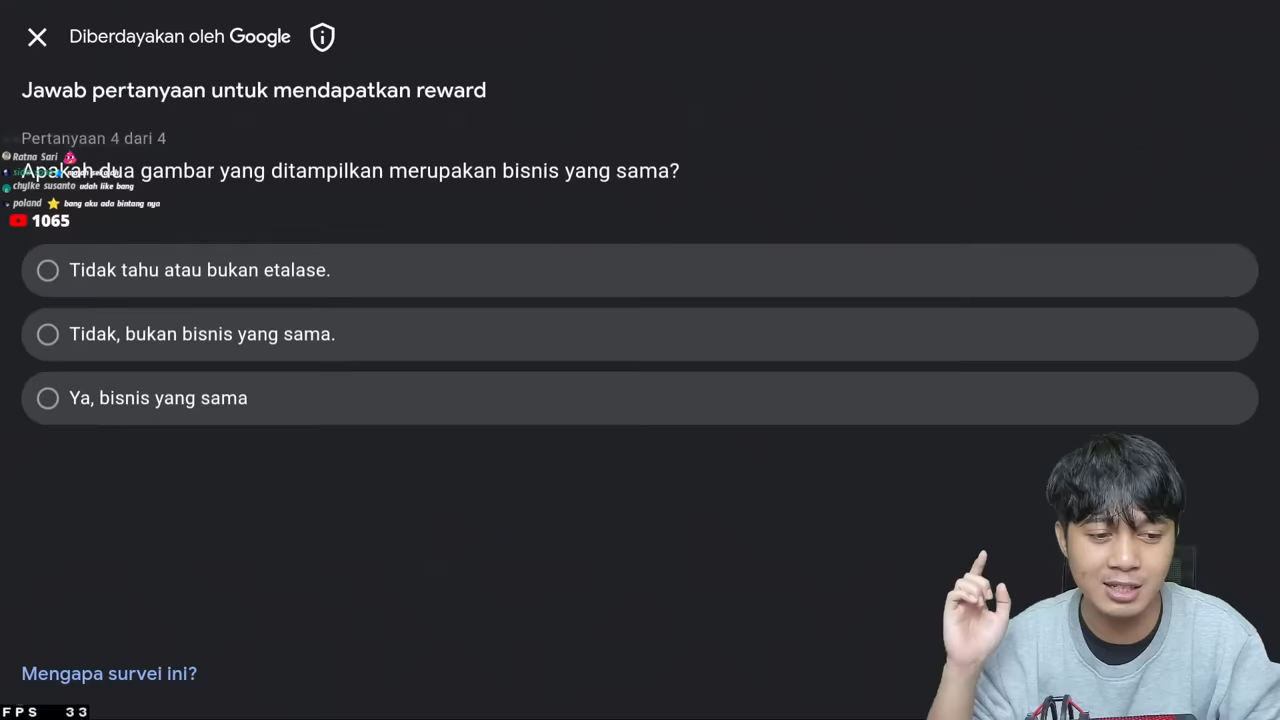 Diberdayakan oleh Google
Jawab pertanyaan untuk mendapatkan reward
Pertanyaan 4 dari 4
Ratna Sari
Apakah dua gambar yang ditampilkan merupakan bisnis yang sama?
chylke susanto udah like bang
poland bang aku ada bintang nya
1065
Tidak tahu atau bukan etalase.
Tidak, bukan bisnis yang sama.
Ya, bisnis yang sama
Mengapa survei ini?
FPS 33